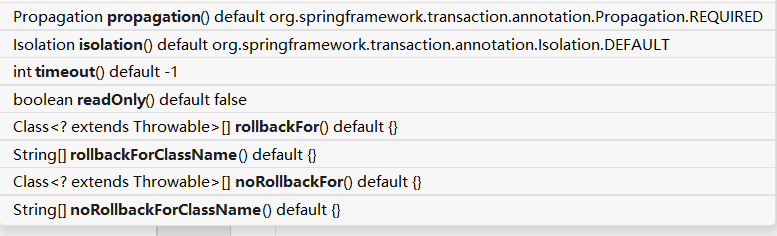 Propagation propagation() default org.springframework.transaction.annotation.Propagation.REQUIRED
Isolation isolation() default org.springframework.transaction.annotation.Isolation.DEFAULT
int timeout() default -1
boolean readOnly() default false
Class<? extends Throwable>[] rollbackFor() default {}
String[] rollbackForClassName() default {}
Class<? extends Throwable>[] noRollbackFor() default {}
String[] noRollbackForClassName() default {}